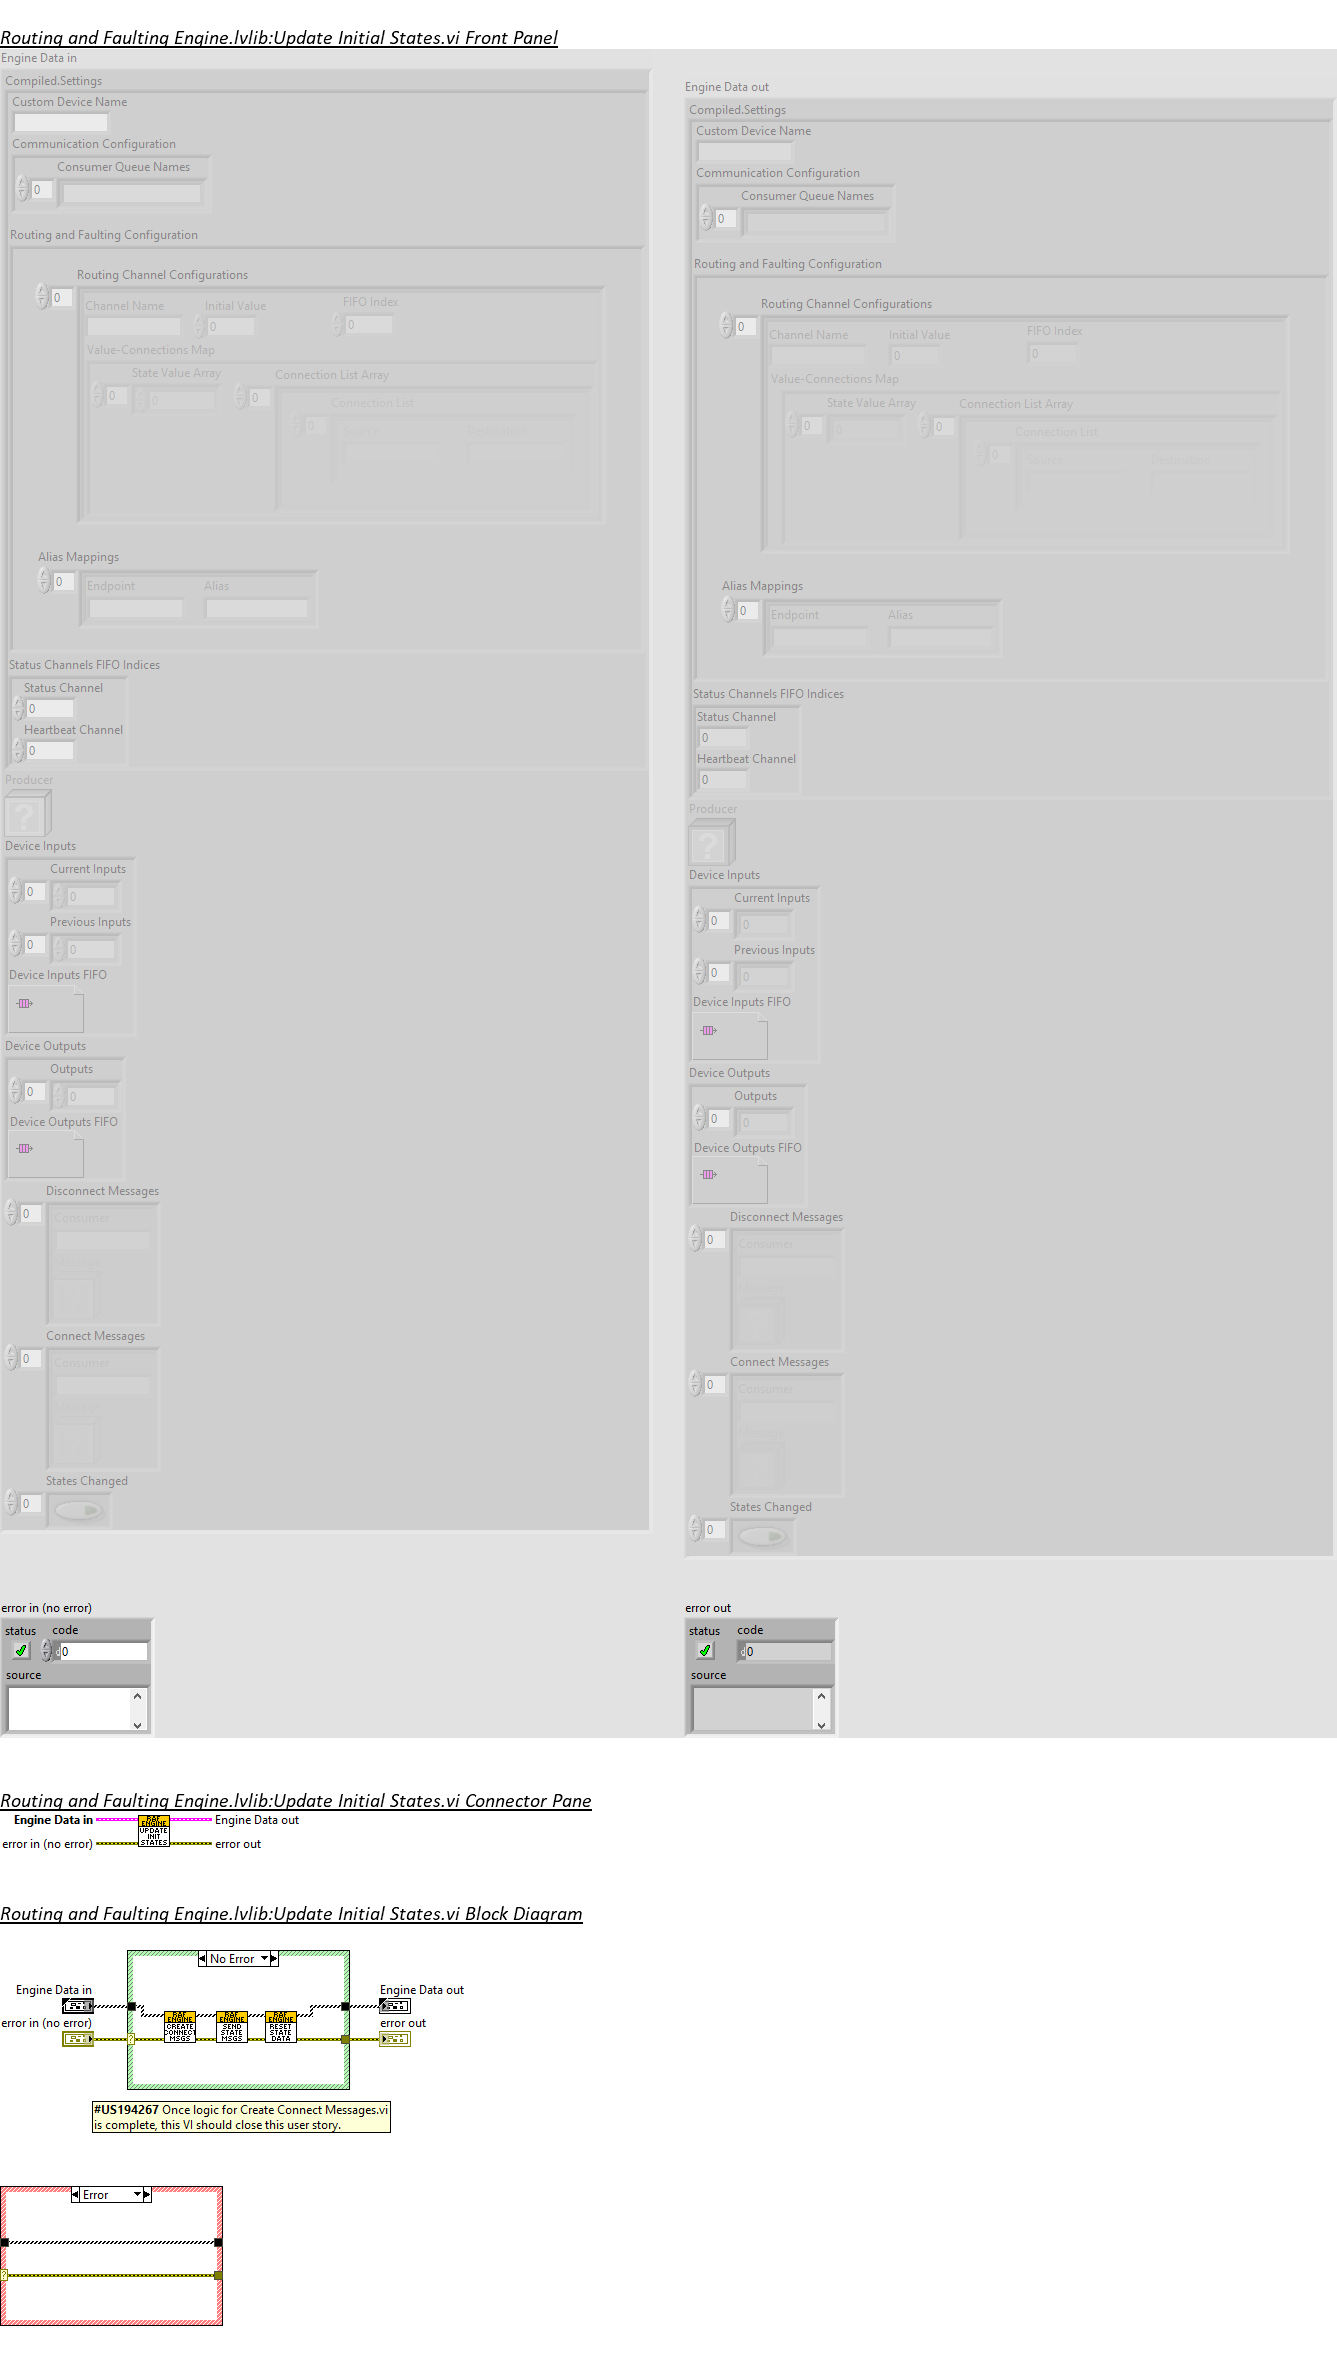 Routing and Faulting Engine.lvlib:Update Initial States.vi Front Panel
Engine Data in
Compiled.Settings
Custom Device Name
Communication Configuration
Consumer Queue Names
0
Routing and Faulting Configuration
Routing Channel Configurations
0
Channel Name Initial Value FIFO Index
0 0
Value-Connections Map
State Value Array Connection List Array
0 0 0
Connection List
0
Alias Mappings
0
Endpoint Alias
Status Channels FIFO Indices
Status Channel
0
Heartbeat Channel
0
Producer
?
Device Inputs
Current Inputs
0 0
Previous Inputs
0 0
Device Inputs FIFO
Device Outputs
Outputs
0 0
Device Outputs FIFO
Disconnect Messages
0
Consumer
Connect Messages
0
Consumer
States Changed
0
Engine Data out
Compiled.Settings
Custom Device Name
Communication Configuration
Consumer Queue Names
0
Routing and Faulting Configuration
Routing Channel Configurations
0
Channel Name Initial Value FIFO Index
0 0
Value-Connections Map
State Value Array Connection List Array
0 0 0
Connection List
0
Source Destination
Alias Mappings
0
Endpoint Alias
Status Channels FIFO Indices
Status Channel
0
Heartbeat Channel
0
Producer
?
Device Inputs
Current Inputs
0 0
Previous Inputs
0 0
Device Inputs FIFO
Device Outputs
Outputs
0 0
Device Outputs FIFO
Disconnect Messages
0
Consumer
Connect Messages
0
Consumer
States Changed
0
error in (no error)
status code
d0
source
error out
status code
d0
source
Routing and Faulting Engine.lvlib:Update Initial States.vi Connector Pane
Engine Data in
error in (no error)
RAF
ENGINE
UPDATE
INIT
STATES
Engine Data out
error out
Routing and Faulting Engine.lvlib:Update Initial States.vi Block Diagram
No Error
Engine Data in
error in (no error)
?
RAF
ENGINE
CREATE
CONNECT
MSGS
RAF
ENGINE
SEND
STATE
MSGS
RAF
ENGINE
RESET
STATE
DATA
Engine Data out
error out
#US194267 Once logic for Create Connect Messages.vi
is complete, this VI should close this user story.
Error
?